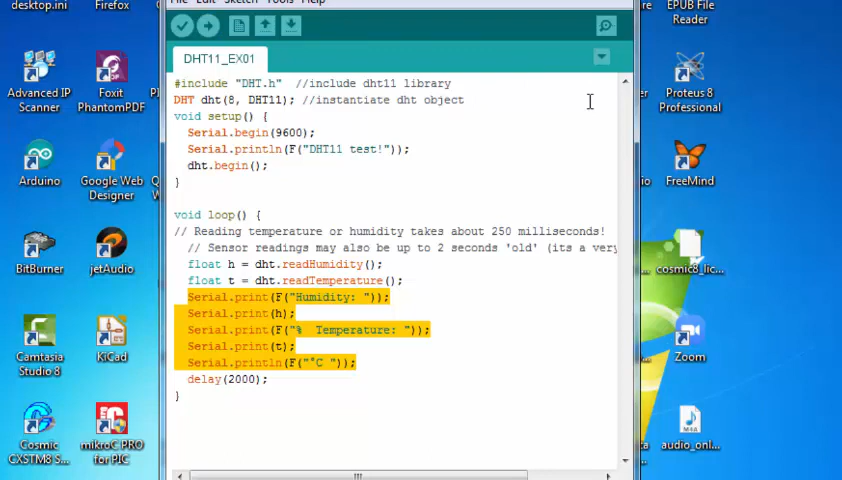 File Edit Sketch Tools Help
DHT11_EX01
#include "DHT.h" //include dht11 library
DHT dht(8, DHT11); //instantiate dht object
void setup() {
Serial.begin(9600);
Serial.println(F("DHT11 test!"));
dht.begin();
}
void loop() {
// Reading temperature or humidity takes about 250 milliseconds!
// Sensor readings may also be up to 2 seconds 'old' (its a very
float h = dht.readHumidity();
float t = dht.readTemperature();
Serial.print(F("Humidity: "));
Serial.print(h);
Serial.print(F("%  Temperature: "));
Serial.print(t);
Serial.println(F("°C "));
delay(2000);
}
desktop.ini
Firefox
Advanced IP
Scanner
Foxit
PhantomPDF
Arduino
Google Web
Designer
BitBurner
jetAudio
Camtasia
Studio 8
KiCad
Cosmic
CXSTM8 S...
mikroC PRO
for PIC
EPUB File
Reader
Proteus 8
Professional
FreeMind
cosmic8_lic...
Zoom
M4A
audio_onl...